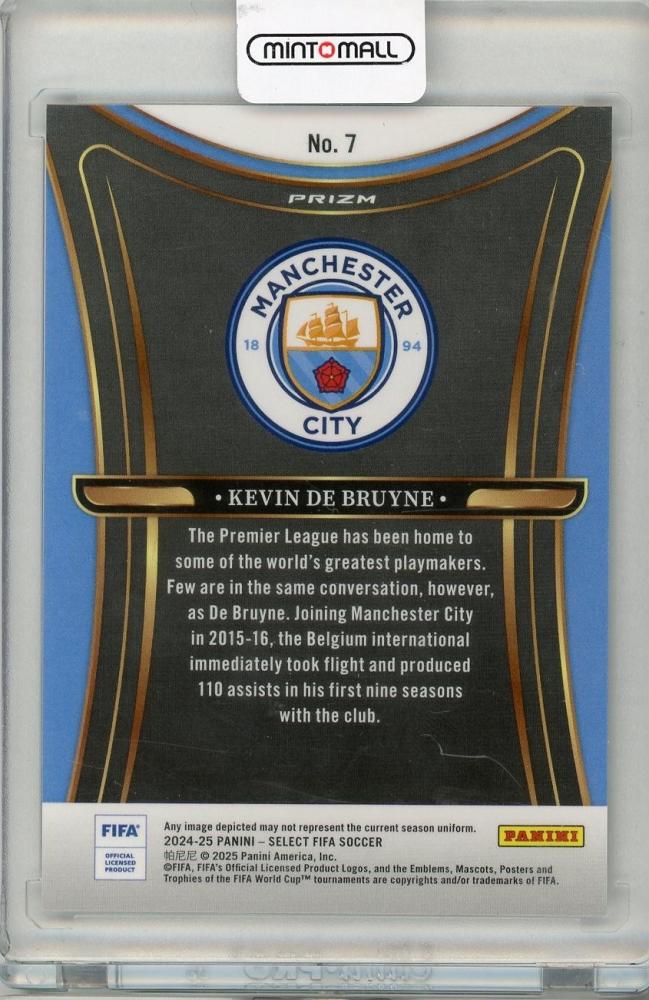 MINTOMALL
No. 7
PRIZM
MANCHESTER
18 94
CITY
• KEVIN DE BRUYNE •
The Premier League has been home to
some of the world's greatest playmakers.
Few are in the same conversation, however,
as De Bruyne. Joining Manchester City
in 2015-16, the Belgium international
immediately took flight and produced
110 assists in his first nine seasons
with the club.
FIFA®
OFFICIAL
LICENSED
PRODUCT
Any image depicted may not represent the current season uniform.
2024-25 PANINI – SELECT FIFA SOCCER
帕尼尼 © 2025 Panini America, Inc.
©FIFA, FIFA's Official Licensed Product Logos, and the Emblems, Mascots, Posters and
Trophies of the FIFA World Cup™ tournaments are copyrights and/or trademarks of FIFA.
PANINI